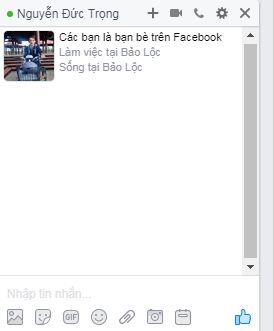 Nguyễn Đức Trọng
Các bạn là bạn bè trên Facebook
Làm việc tại Bảo Lộc
Sống tại Bảo Lộc
Nhập tin nhắn...
GIF